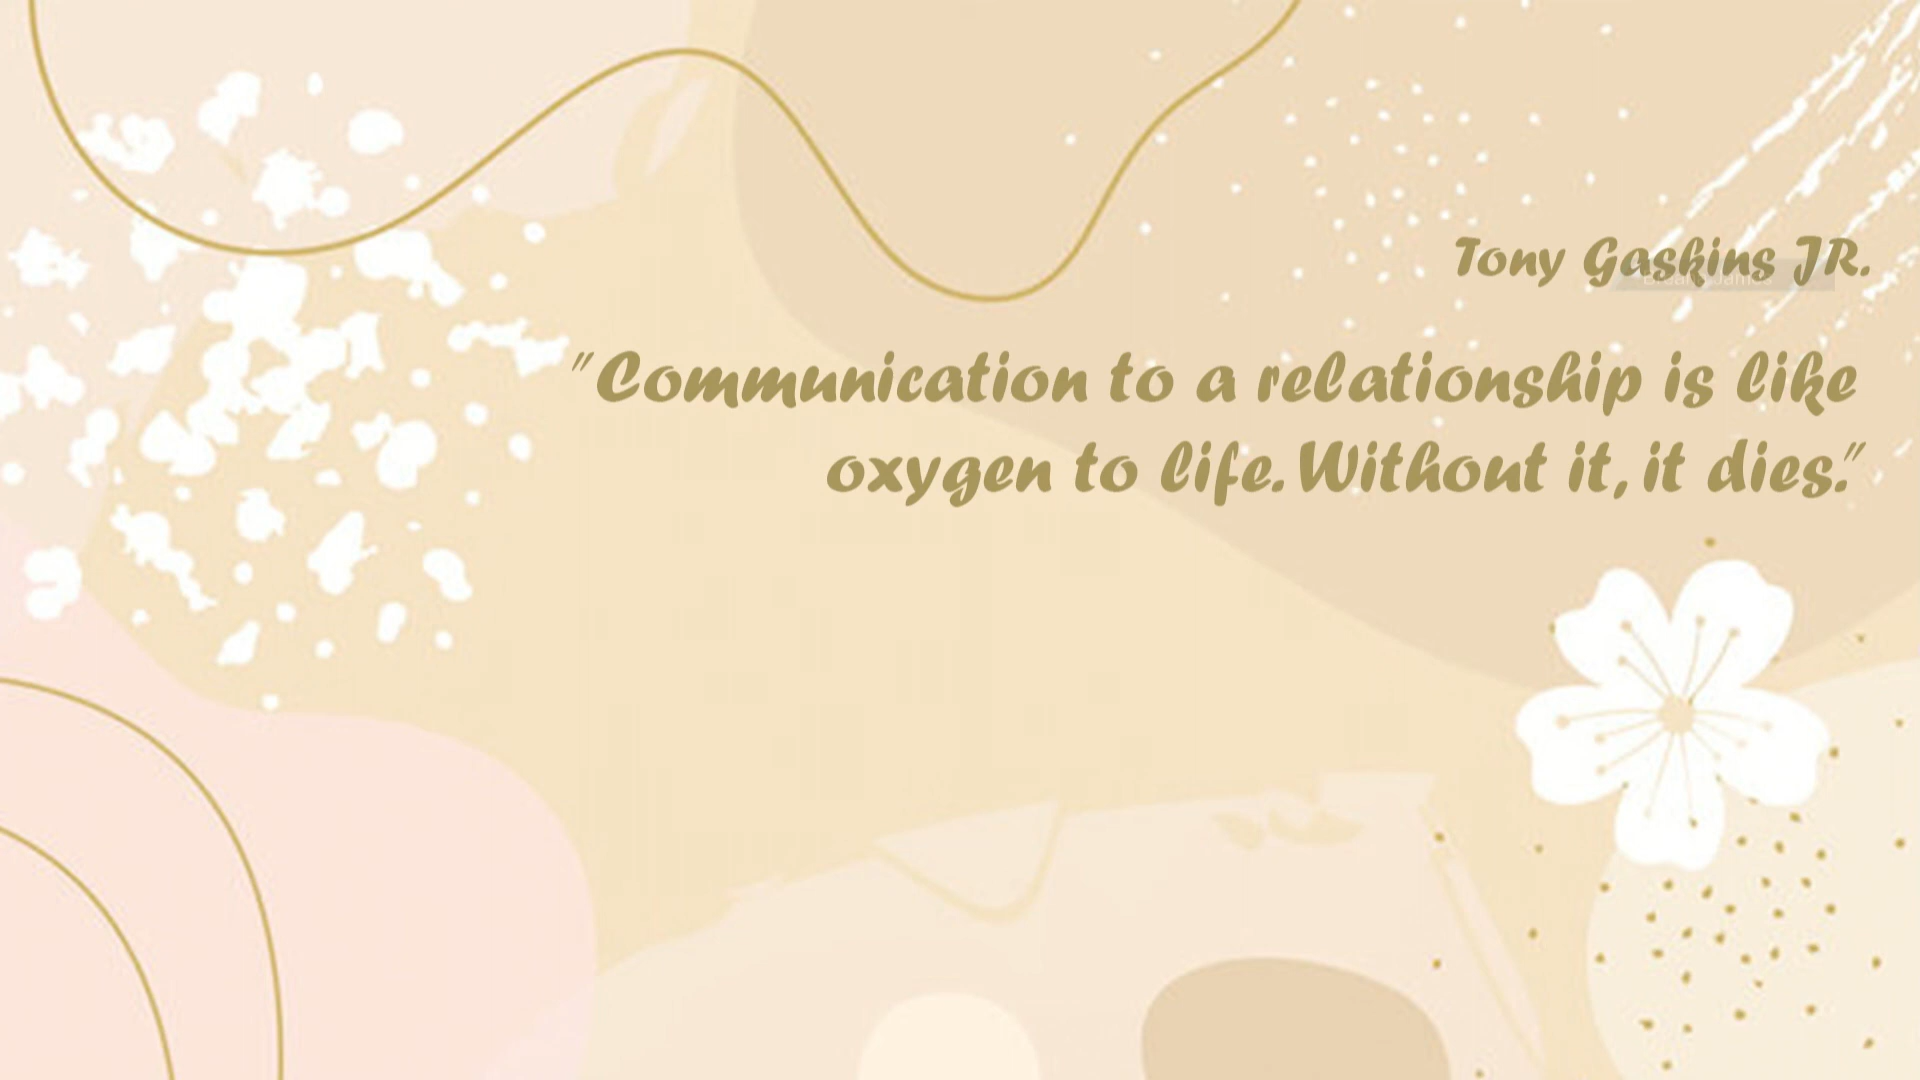 Tony Gaskins JR.
"Communication to a relationship is like
oxygen to life. Without it, it dies."